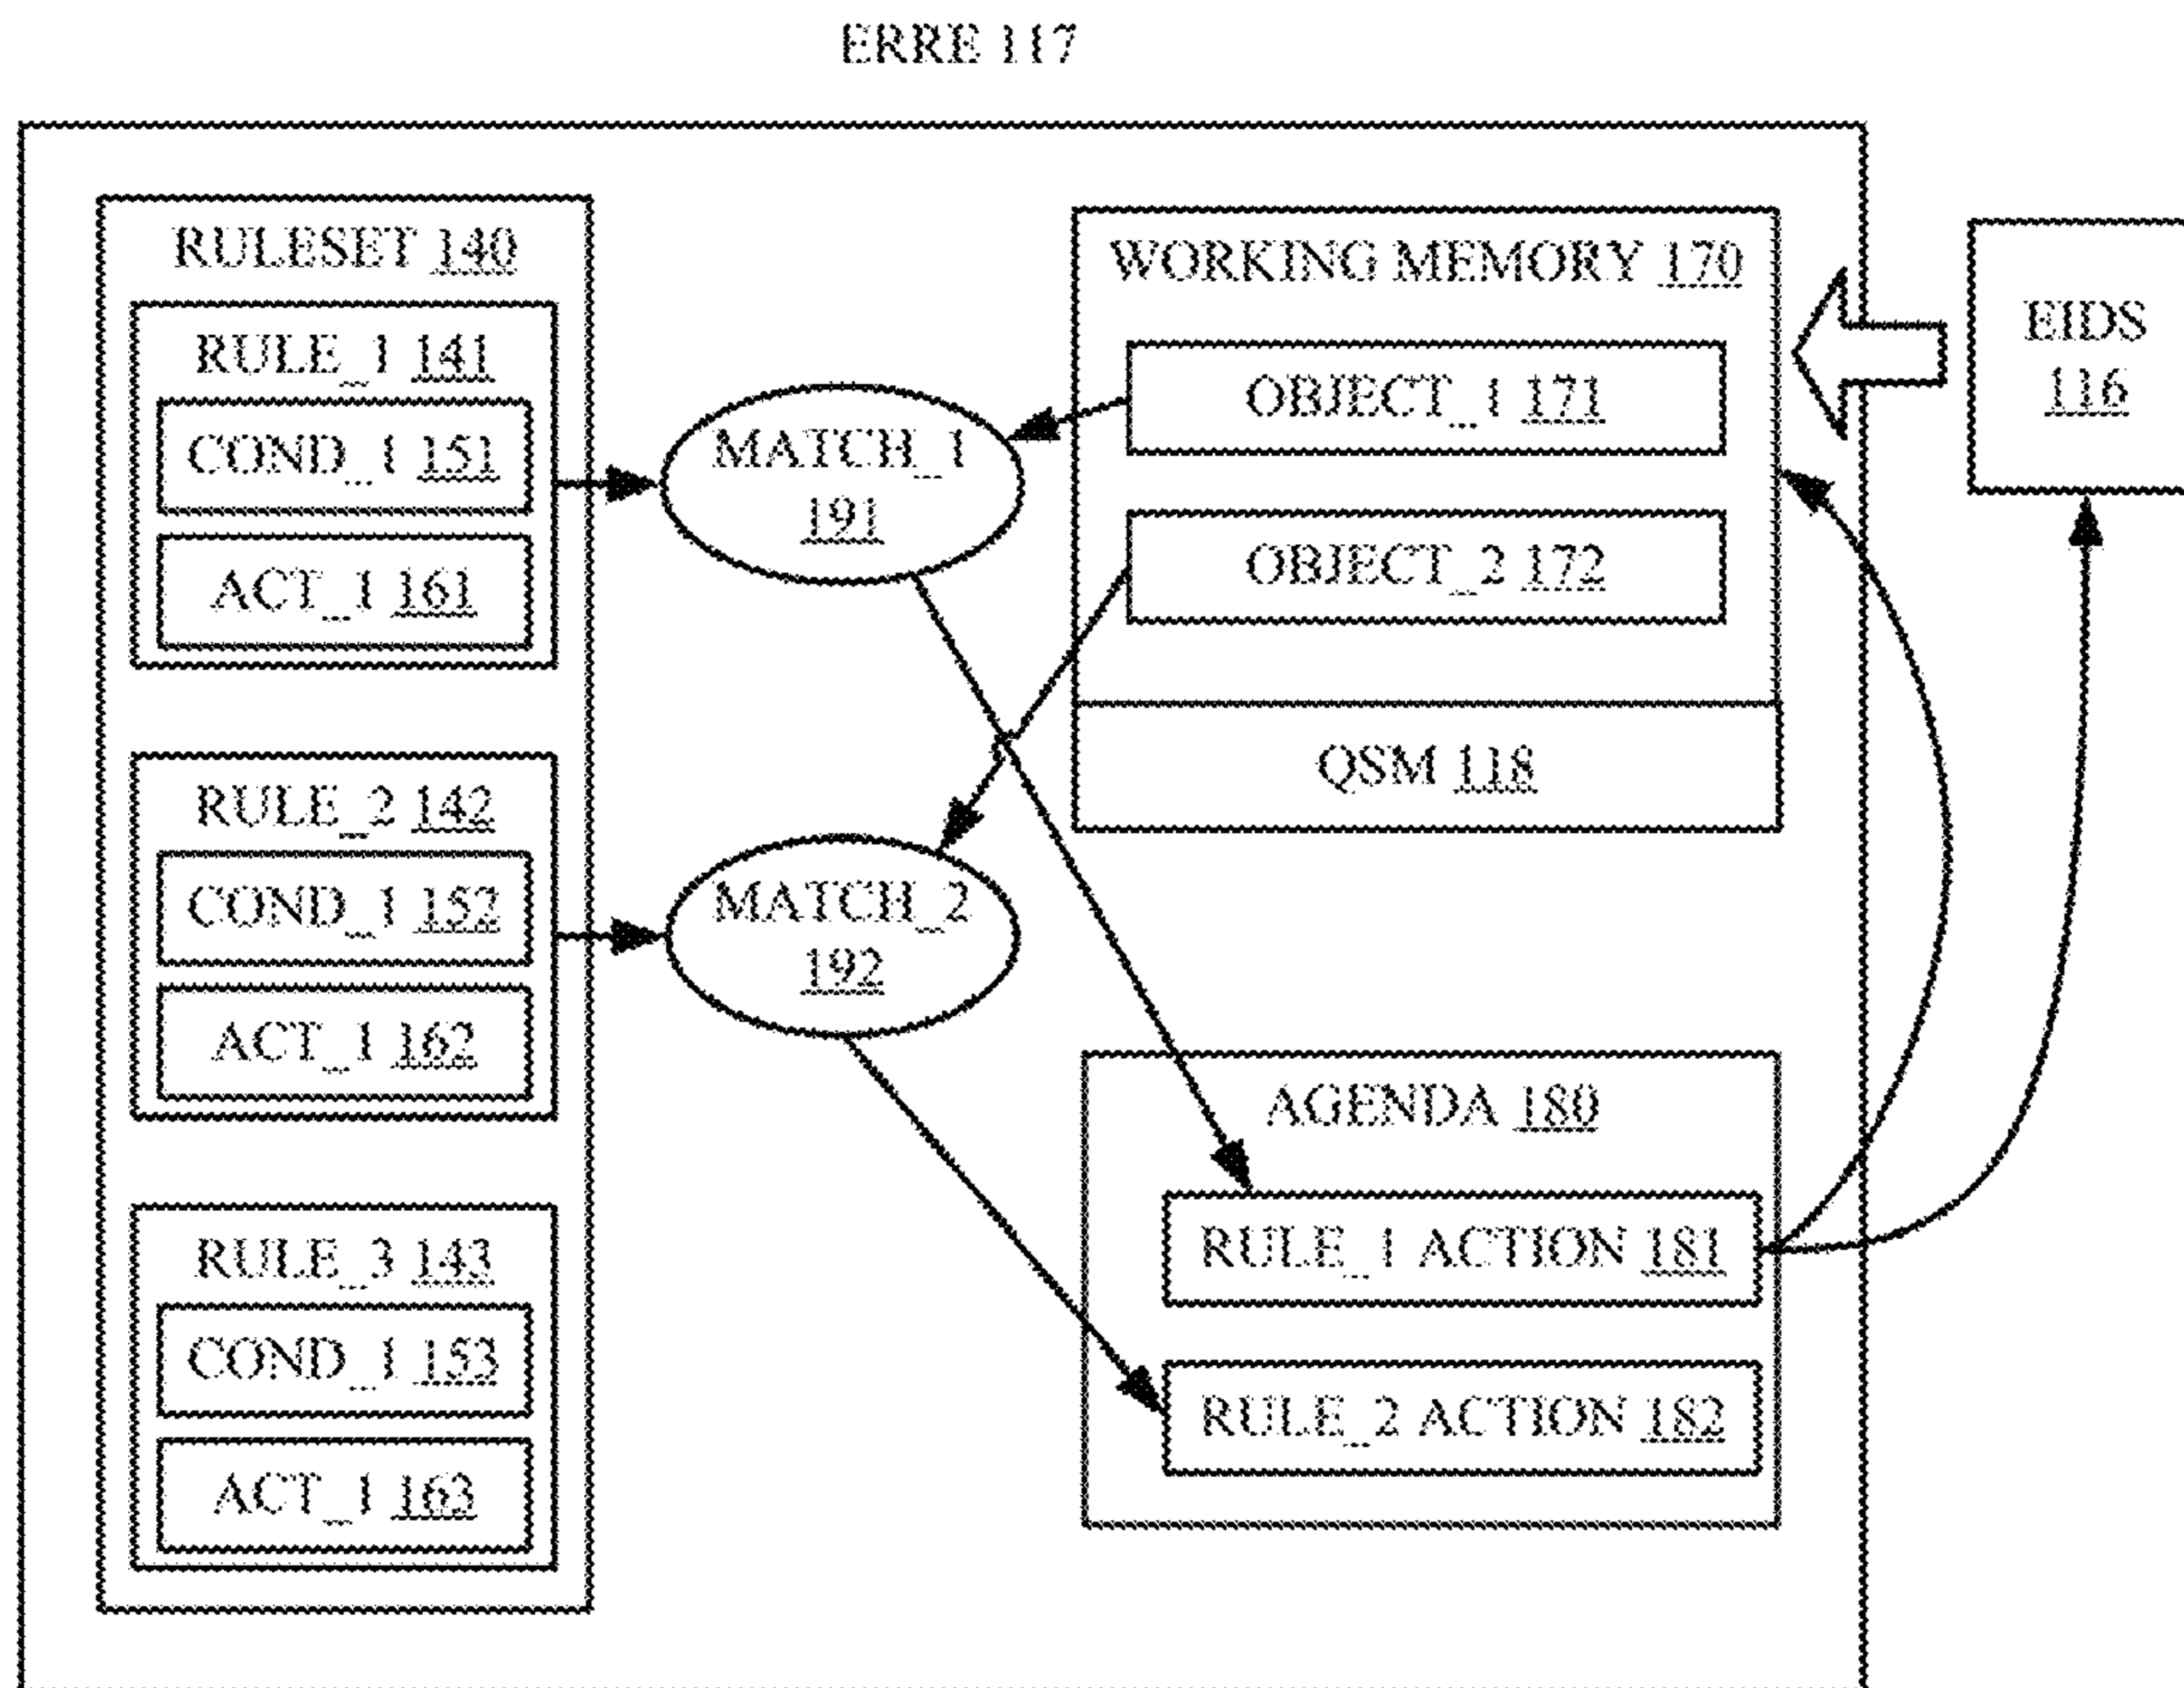 ERRE 117
RULESET 140
RULE_1 141
COND_1 151
ACT_1 161
RULE_2 142
COND_1 152
ACT_1 162
RULE_3 143
COND_1 153
ACT_1 163
MATCH_1
191
MATCH_2
192
WORKING MEMORY 170
OBJECT_1 171
OBJECT_2 172
QSM 118
AGENDA 180
RULE_1 ACTION 181
RULE_2 ACTION 182
EIDS
116